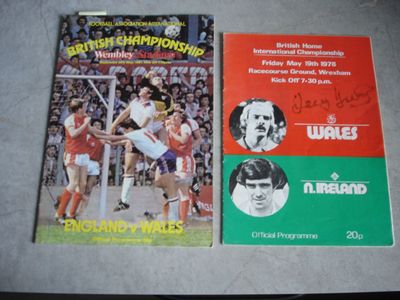 FOOTBALL ASSOCIATION INTERNATIONAL
BRITISH CHAMPIONSHIP
Wembley Stadium
ENGLAND v WALES
Official Programme
British Home
International Championship
Friday May 19th 1978
Racecourse Ground, Wrexham
Kick Off 7-30 p.m.
WALES
N. IRELAND
Official Programme 20p